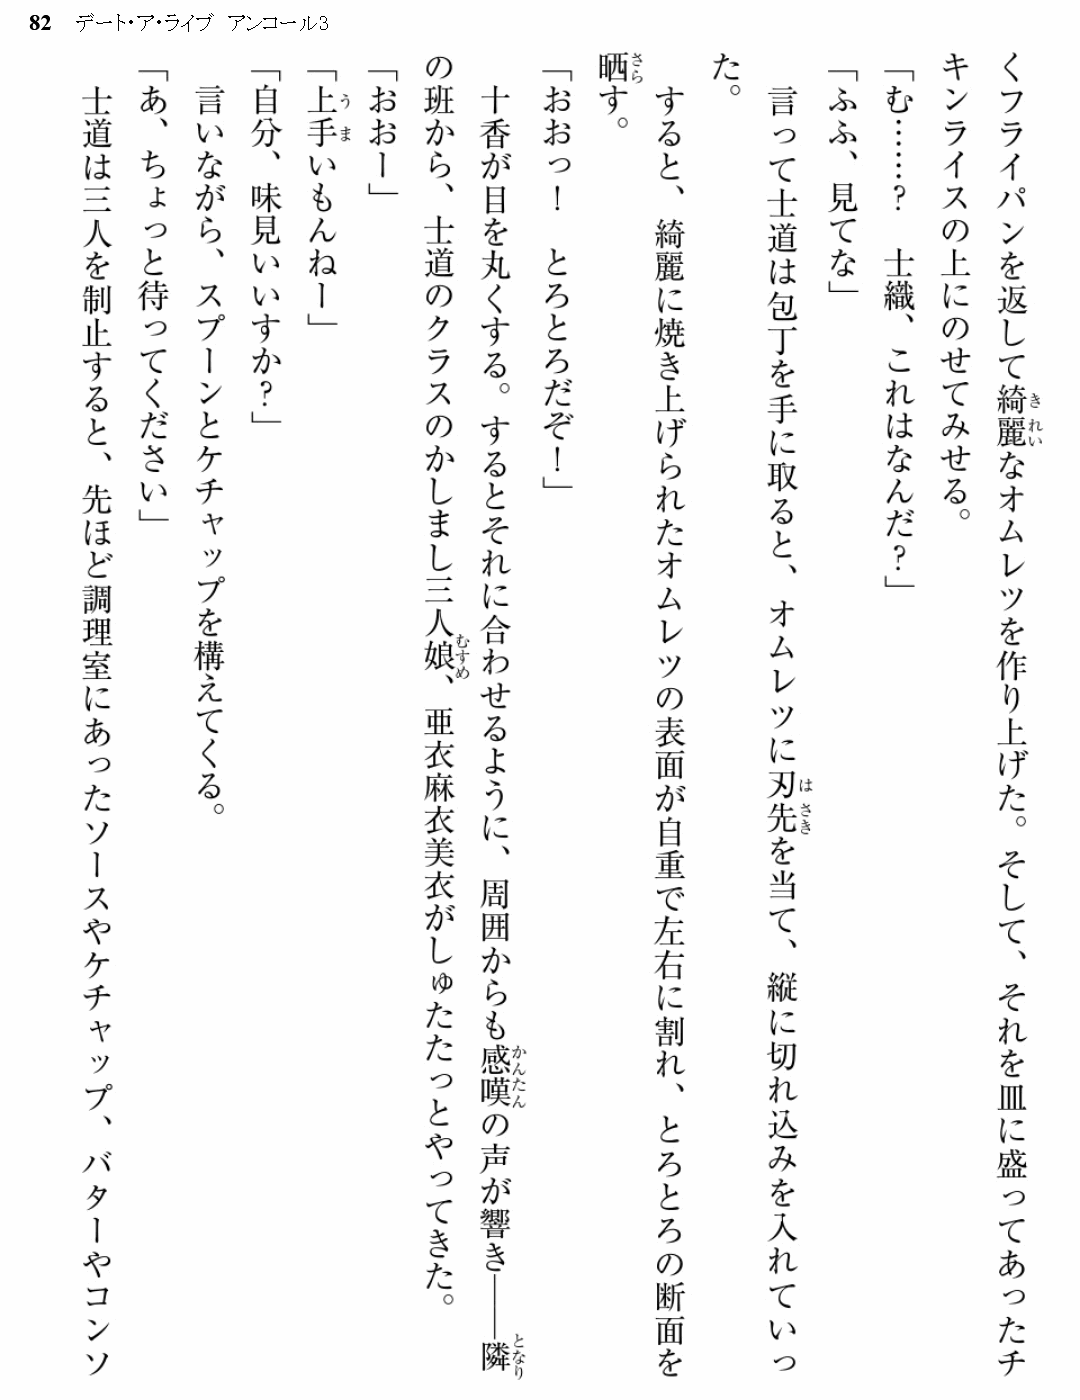 82 デート・ア・ライブ アンコール3
くフライパンを返して綺麗なオムレツを作り上げた。そして、それを皿に盛ってあったチ
キンライスの上にのせてみせる。
「む……？　士織、これはなんだ？」
「ふふ、見てな」
　言って士道は包丁を手に取ると、オムレツに刃先を当て、縦に切れ込みを入れていっ
た。
　すると、綺麗に焼き上げられたオムレツの表面が自重で左右に割れ、とろとろの断面を
晒す。
「おおっ！　とろとろだぞ！」
　十香が目を丸くする。するとそれに合わせるように、周囲からも感嘆の声が響き――隣
の班から、士道のクラスのかしまし三人娘、亜衣麻衣美衣がしゅたたっとやってきた。
「おおー」
「上手いもんねー」
「自分、味見いいすか？」
　言いながら、スプーンとケチャップを構えてくる。
「あ、ちょっと待ってください」
　士道は三人を制止すると、先ほど調理室にあったソースやケチャップ、バターやコンソ